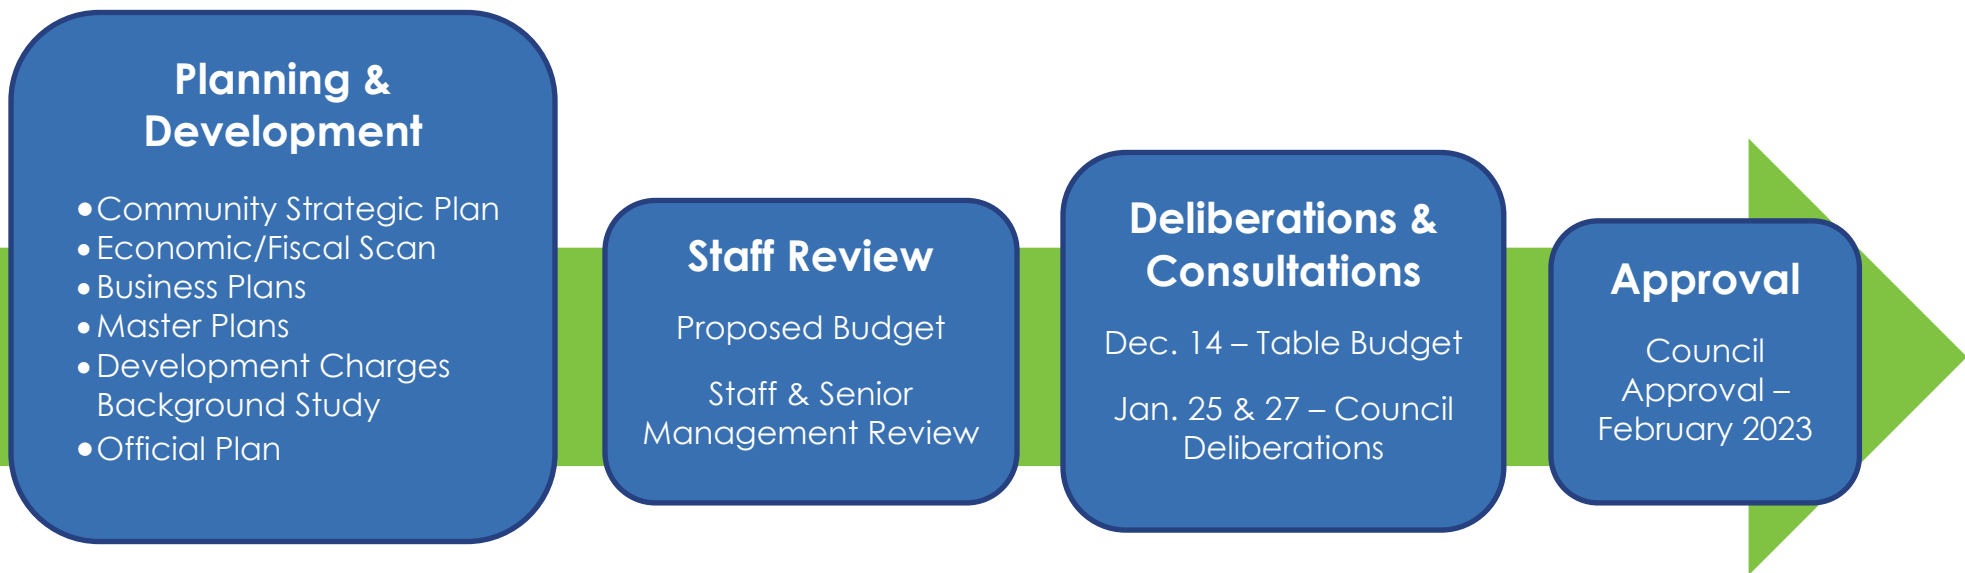 Planning &
Development
•Community Strategic Plan
•Economic/Fiscal Scan
•Business Plans
•Master Plans
•Development Charges
Background Study
•Official Plan
Staff Review
Proposed Budget
Staff & Senior
Management Review
Deliberations &
Consultations
Dec. 14 – Table Budget
Jan. 25 & 27 – Council
Deliberations
Approval
Council
Approval –
February 2023